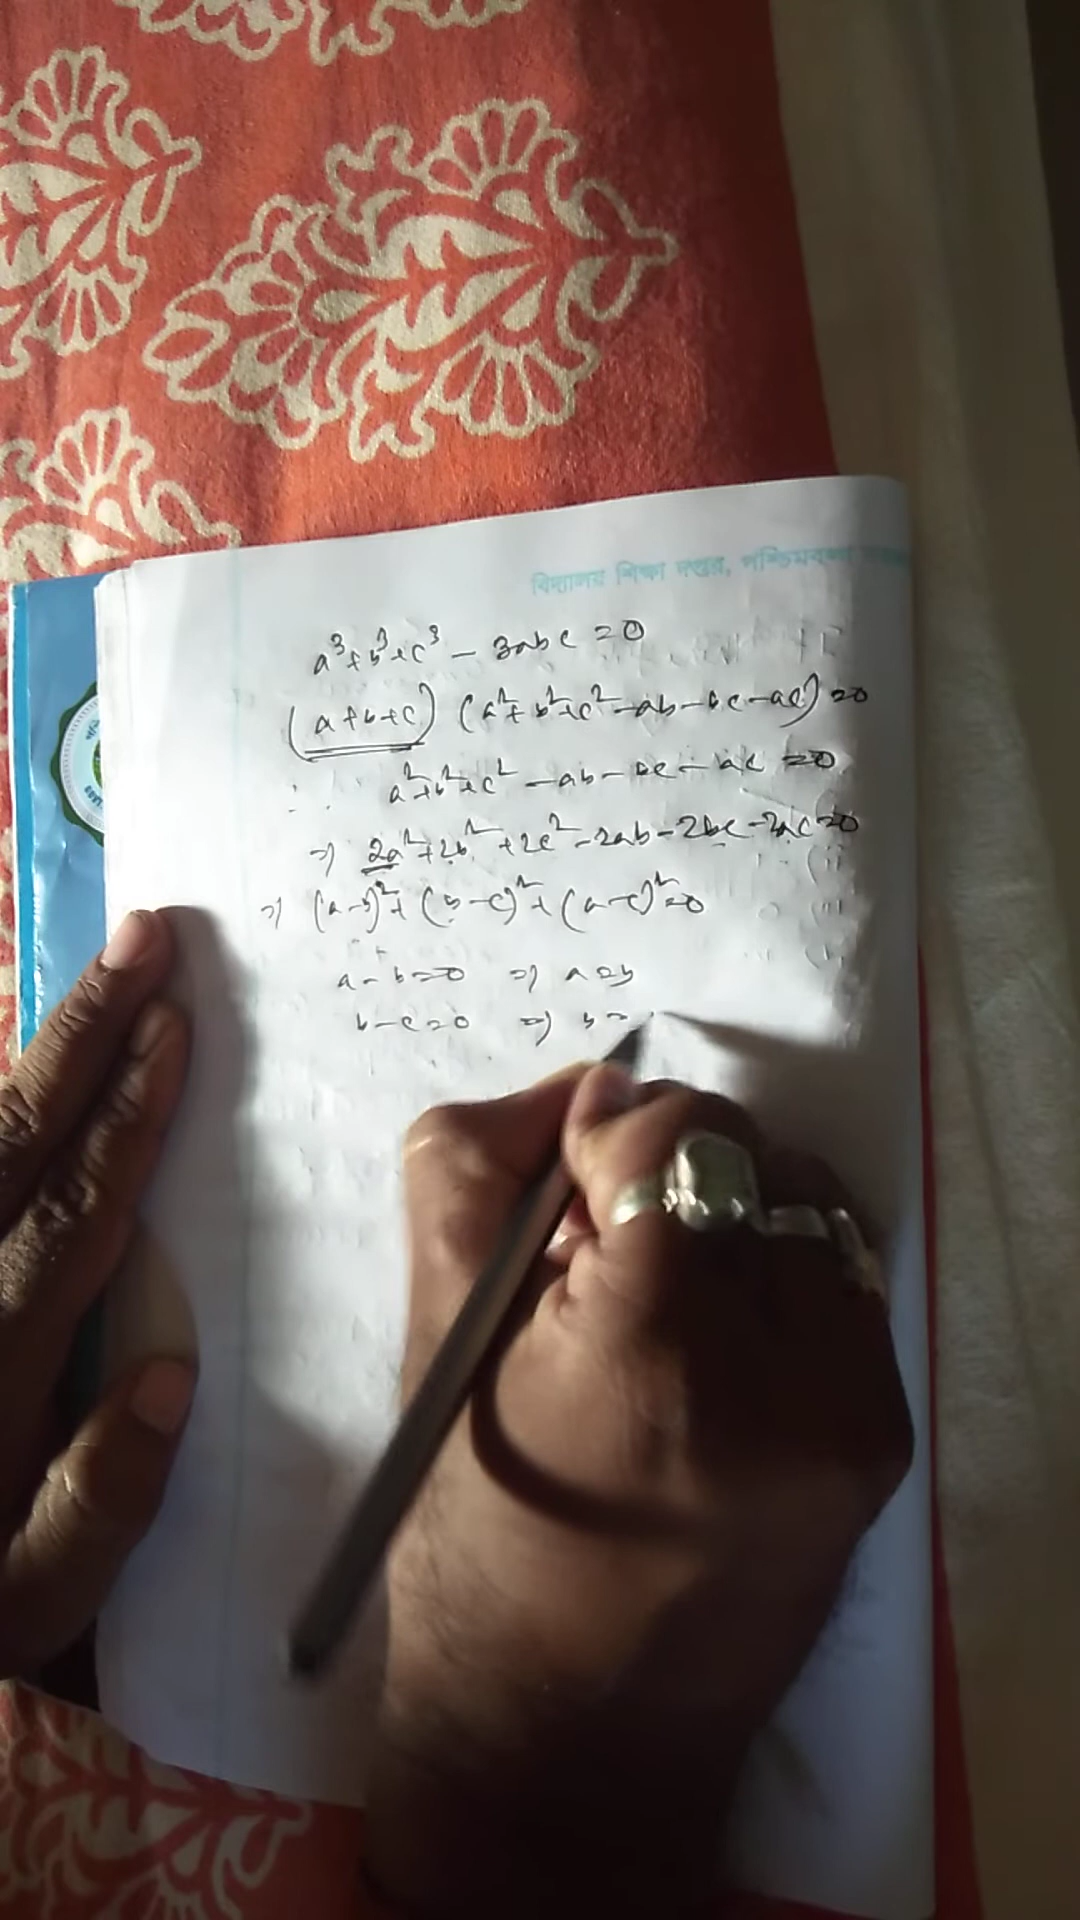 বিদ্যালয় শিক্ষা দপ্তর, পশ্চিমবঙ্গ
a³+b³+c³ - 3abc = 0
(a+b+c) (a²+b²+c²-ab-bc-ac) = 0
∴ a²+b²+c² - ab - bc - ac = 0
⇒ 2a²+2b²+2c²-2ab-2bc-2ac=0
⇒ (a-b)²+(b-c)²+(a-c)²=0
a-b=0 ⇒ a=b
b-c=0 ⇒ b=